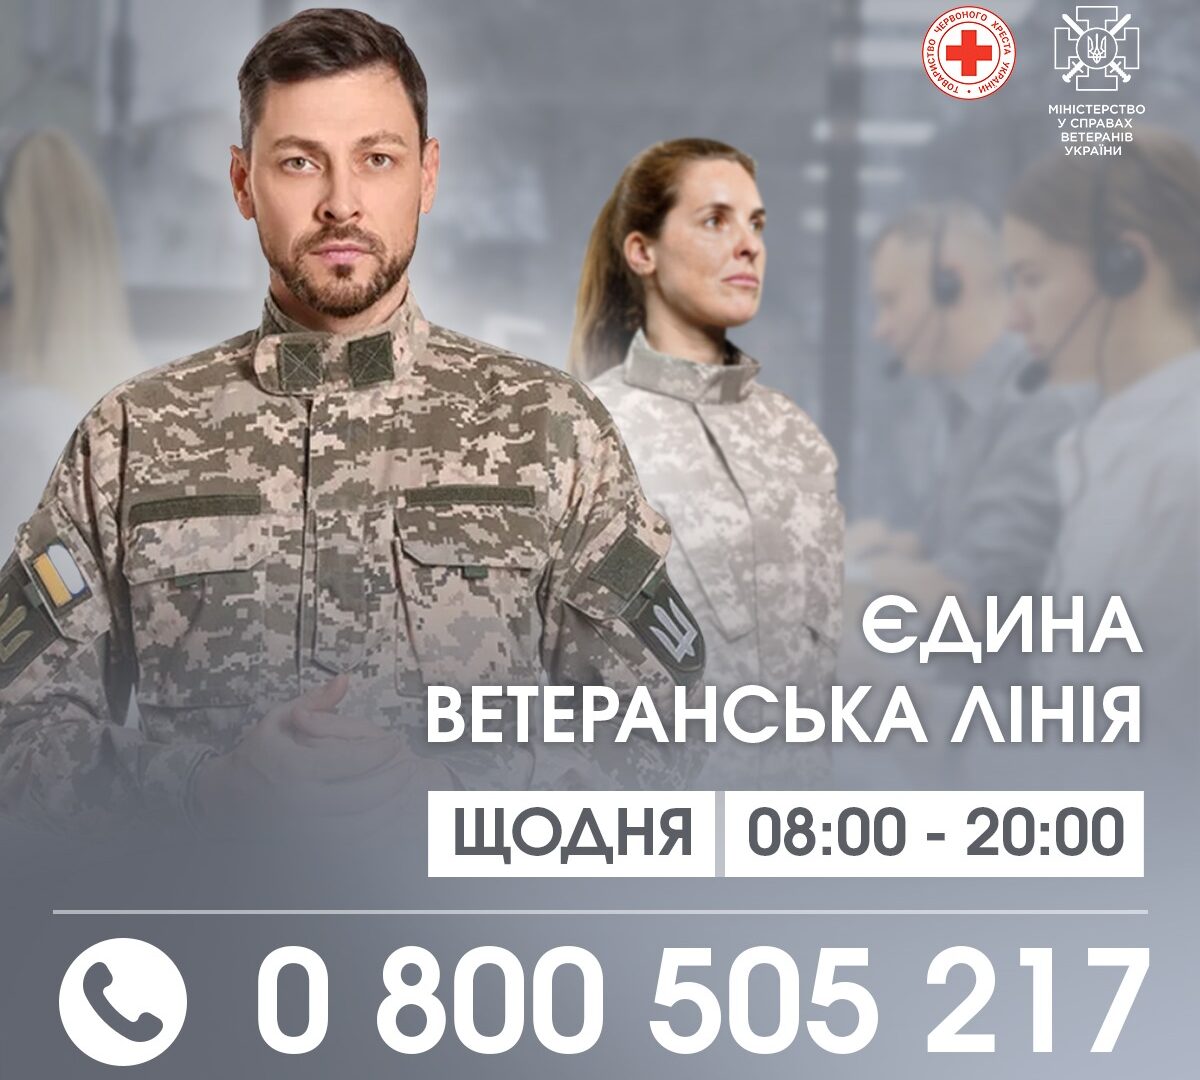 ТОВАРИСТВО ЧЕРВОНОГО ХРЕСТА УКРАЇНИ •
МІНІСТЕРСТВО
У СПРАВАХ
ВЕТЕРАНІВ
УКРАЇНИ
ЄДИНА
ВЕТЕРАНСЬКА ЛІНІЯ
ЩОДНЯ 08:00 - 20:00
0 800 505 217